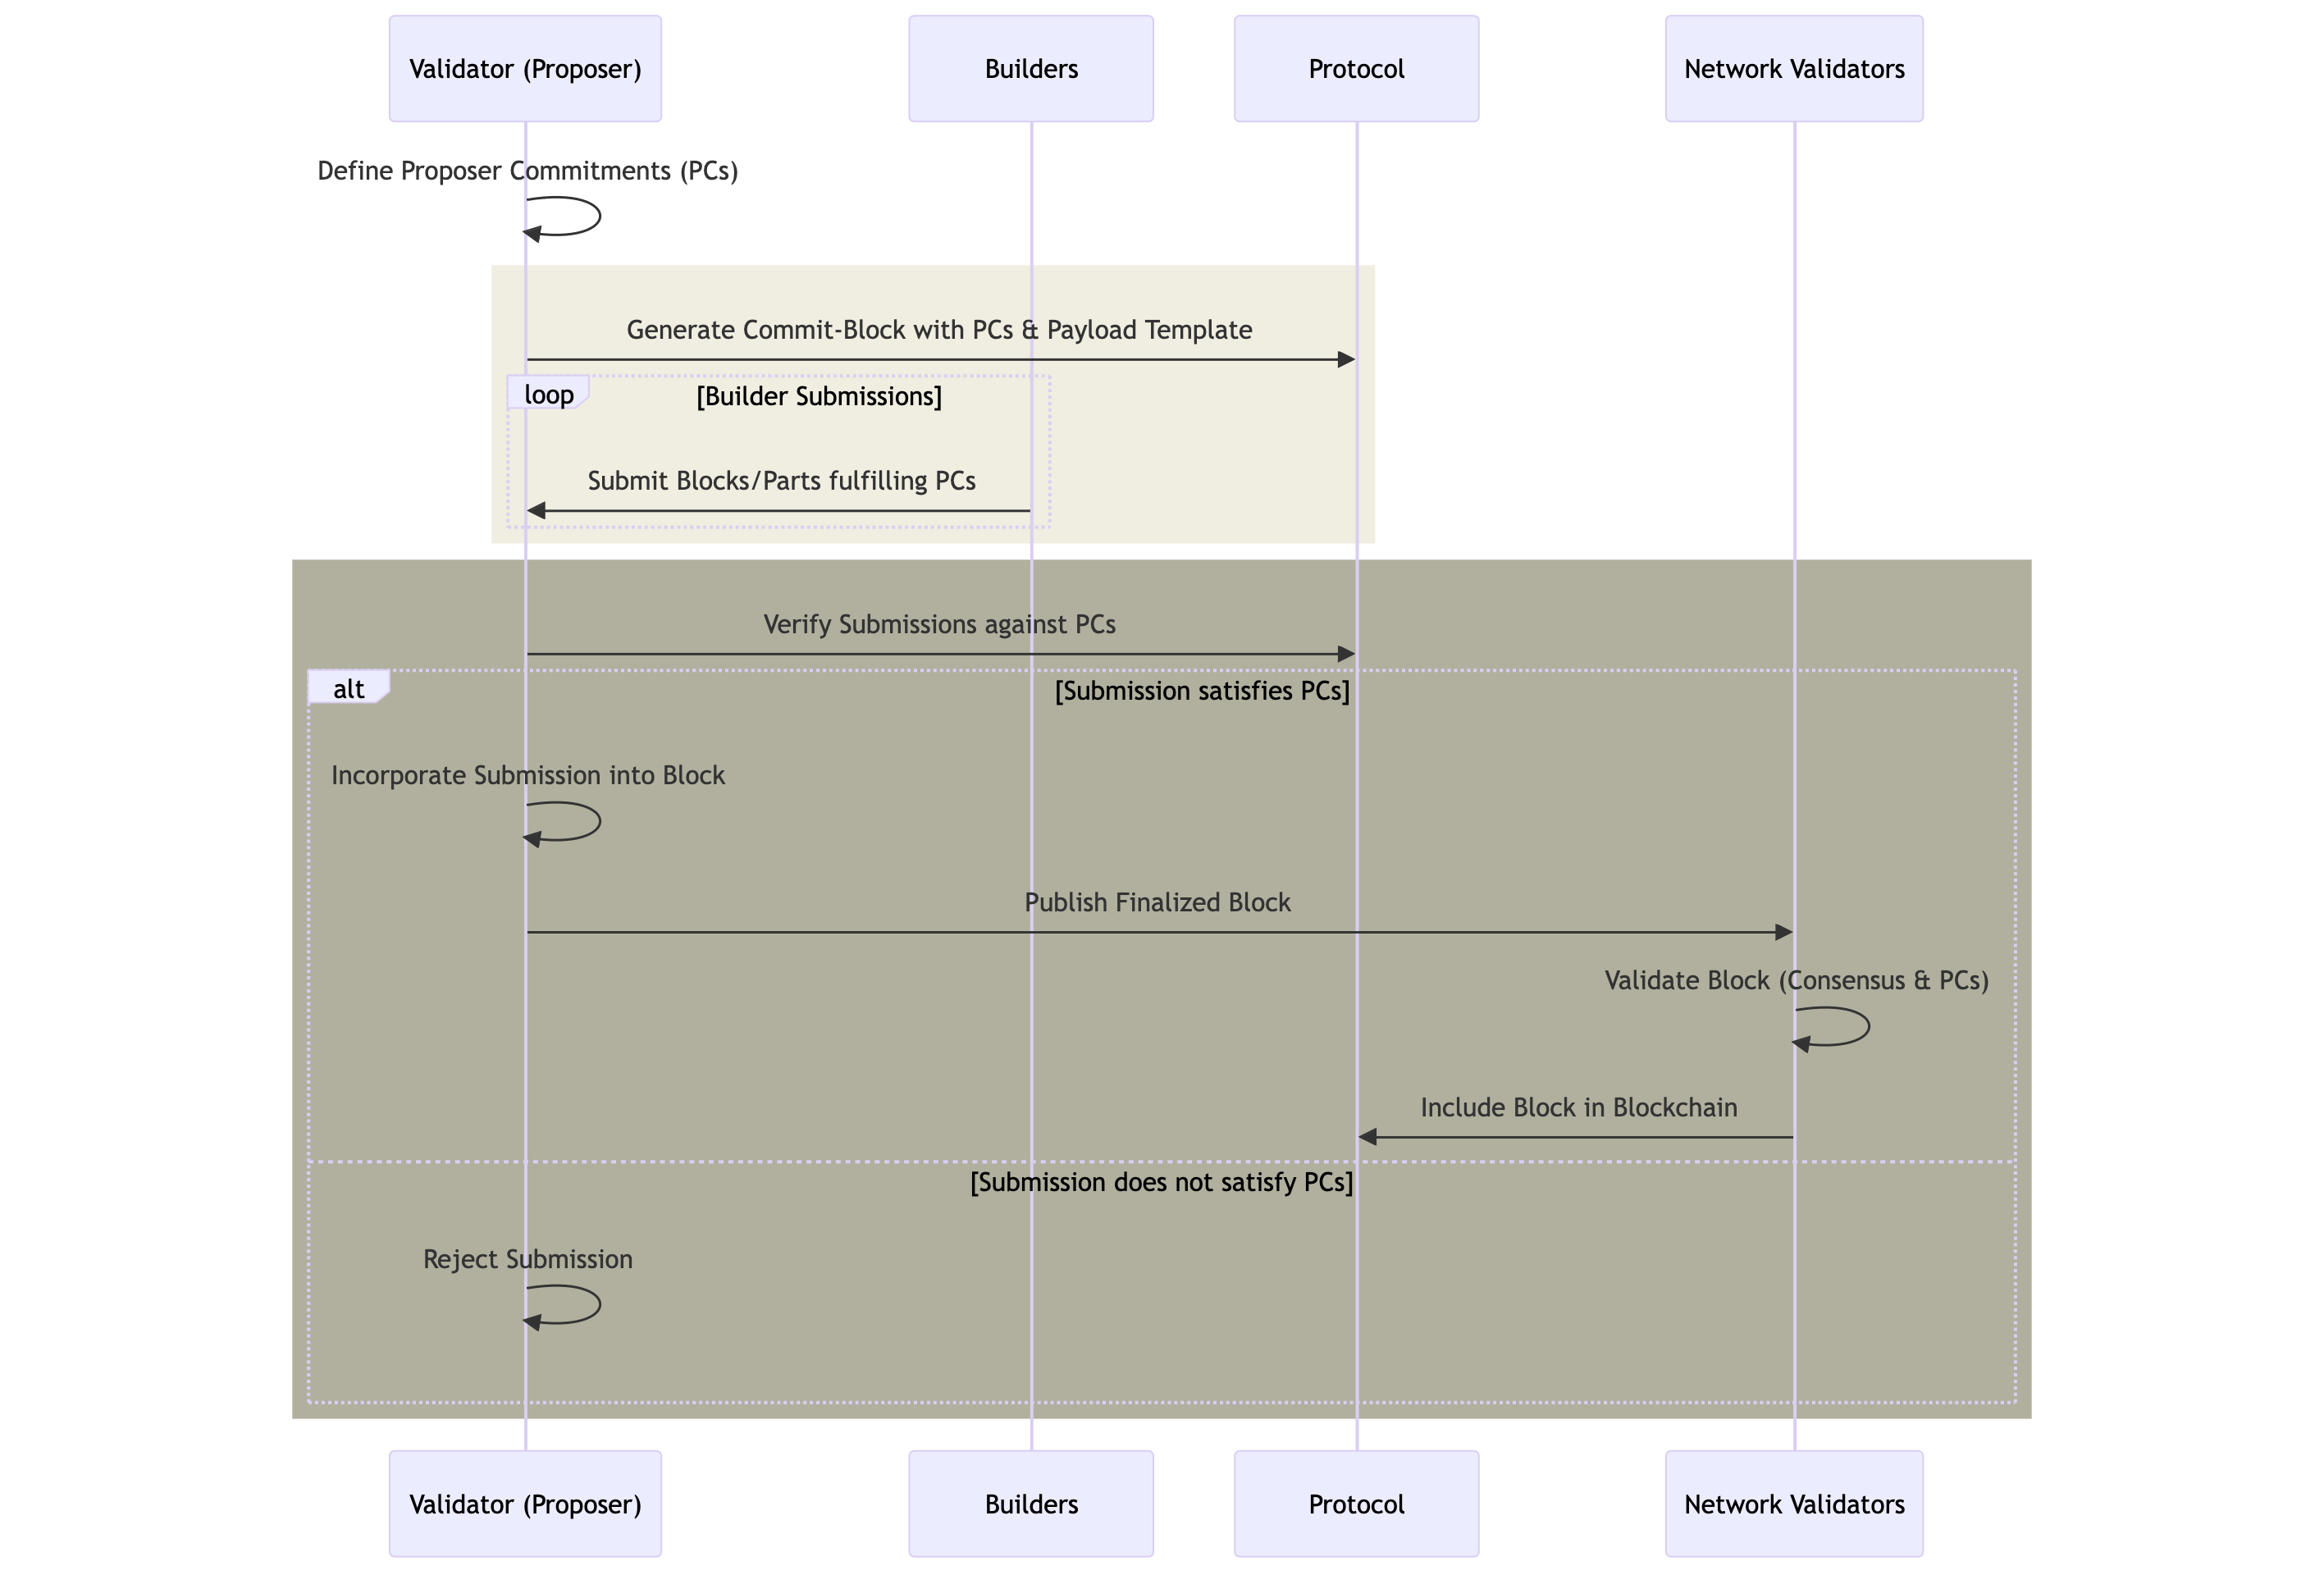 Validator (Proposer)
Builders
Protocol
Network Validators
Define Proposer Commitments (PCs)
Generate Commit-Block with PCs & Payload Template
loop
[Builder Submissions]
Submit Blocks/Parts fulfilling PCs
Verify Submissions against PCs
alt
[Submission satisfies PCs]
Incorporate Submission into Block
Publish Finalized Block
Validate Block (Consensus & PCs)
Include Block in Blockchain
[Submission does not satisfy PCs]
Reject Submission
Validator (Proposer)
Builders
Protocol
Network Validators